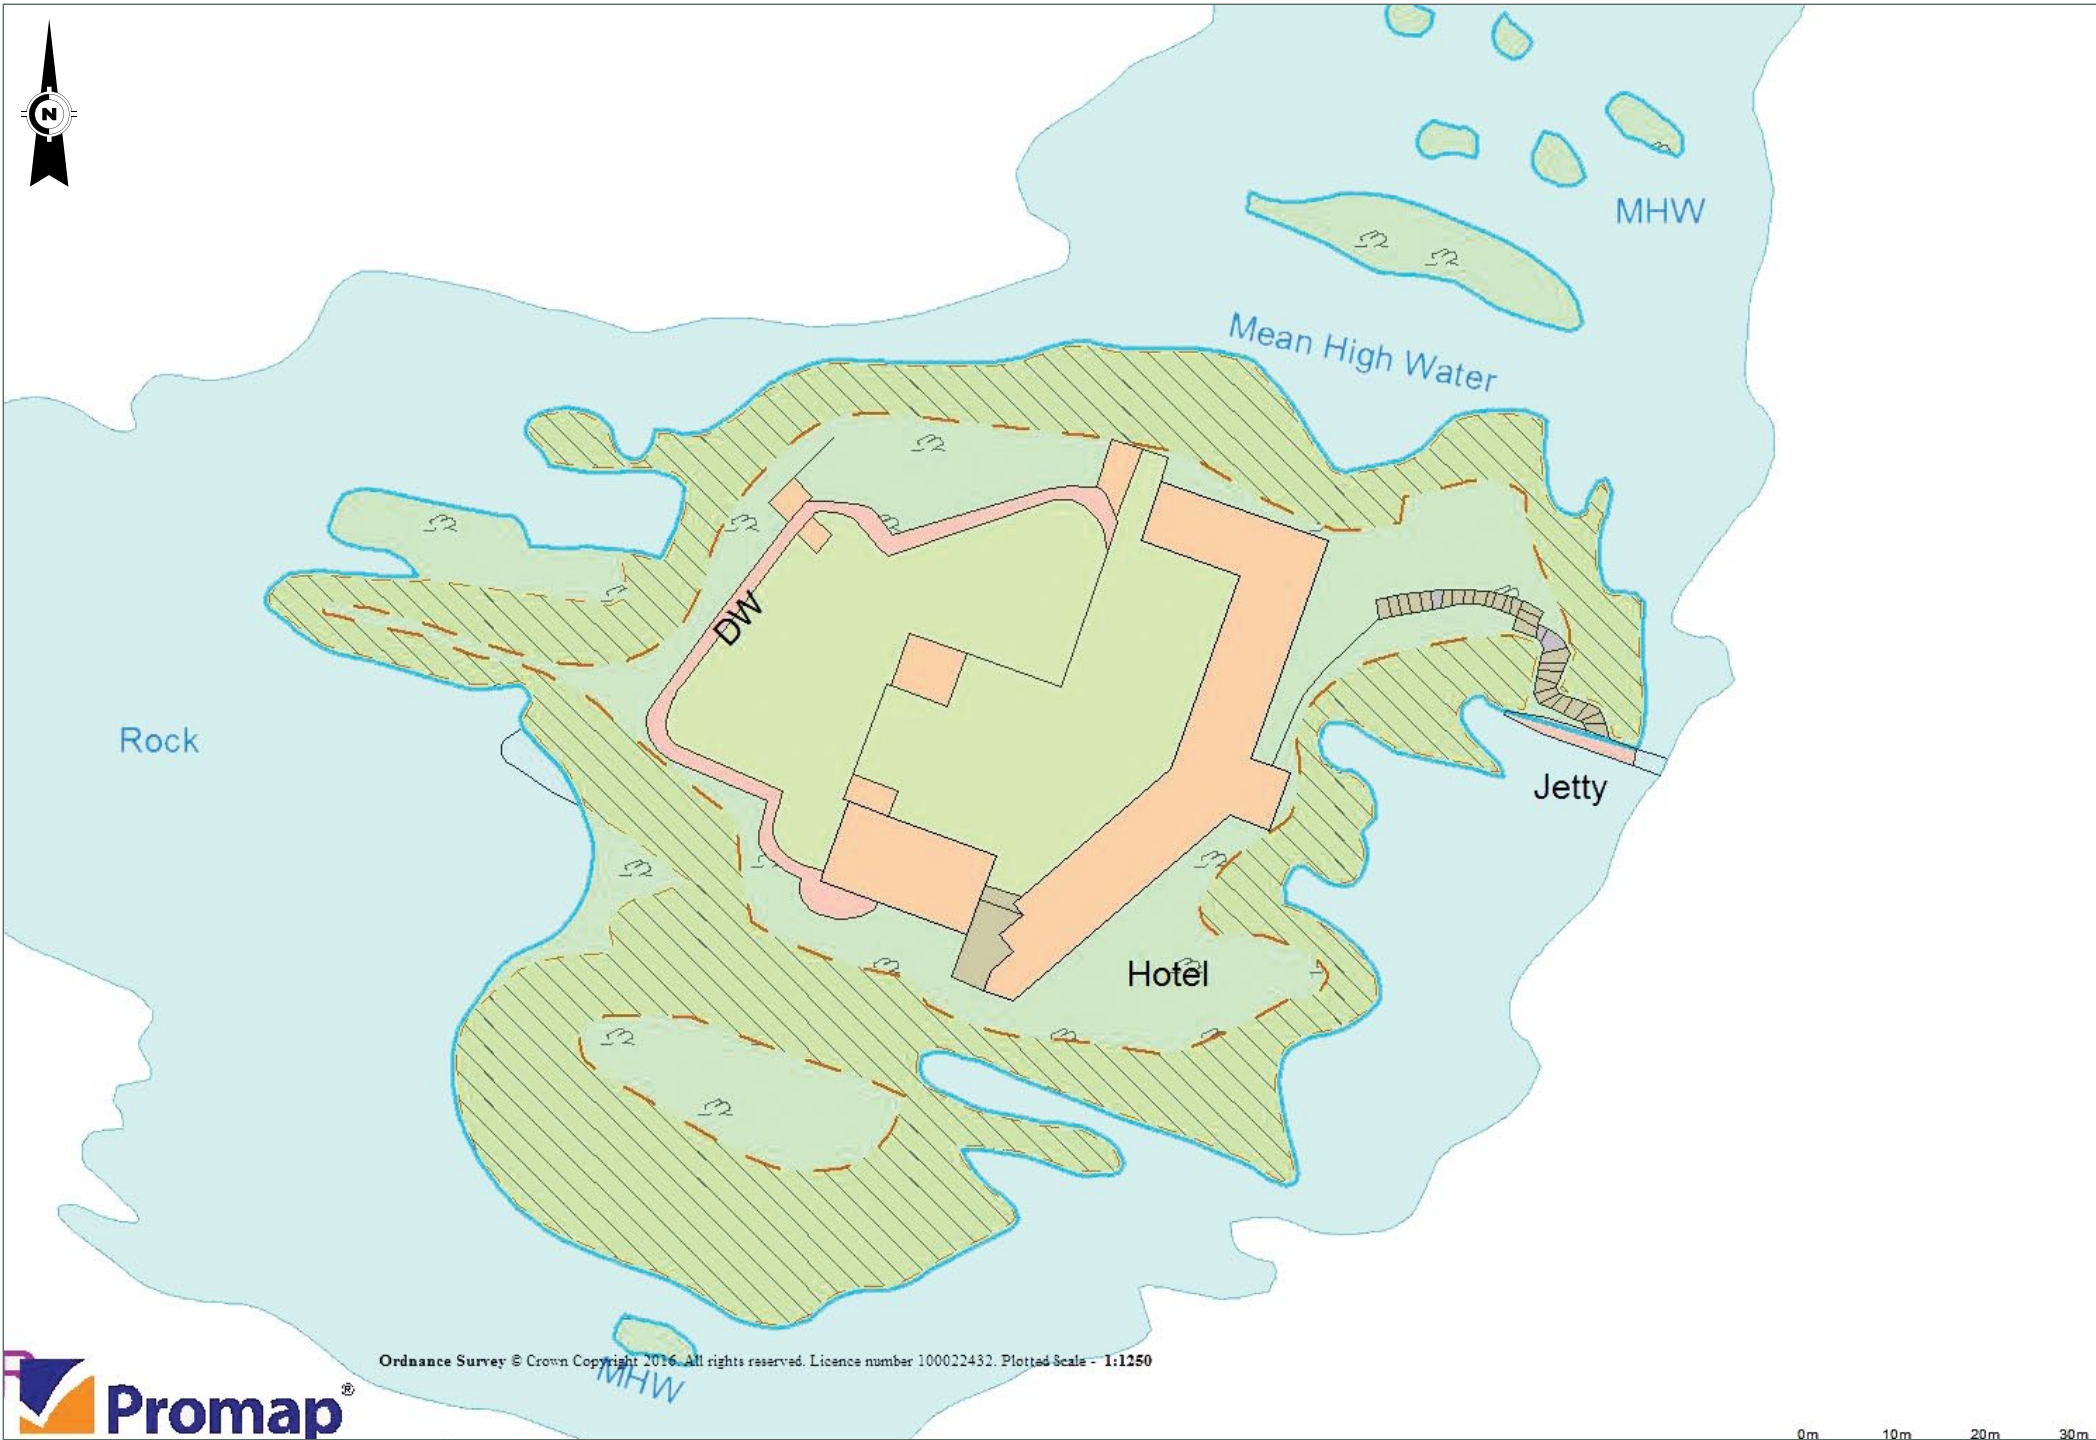 N
MHW
Mean High Water
DW
Rock
Jetty
Hotel
Ordnance Survey © Crown Copyright 2016. All rights reserved. Licence number 100022432. Plotted Scale - 1:1250
MHW
Promap®
0m 10m 20m 30m